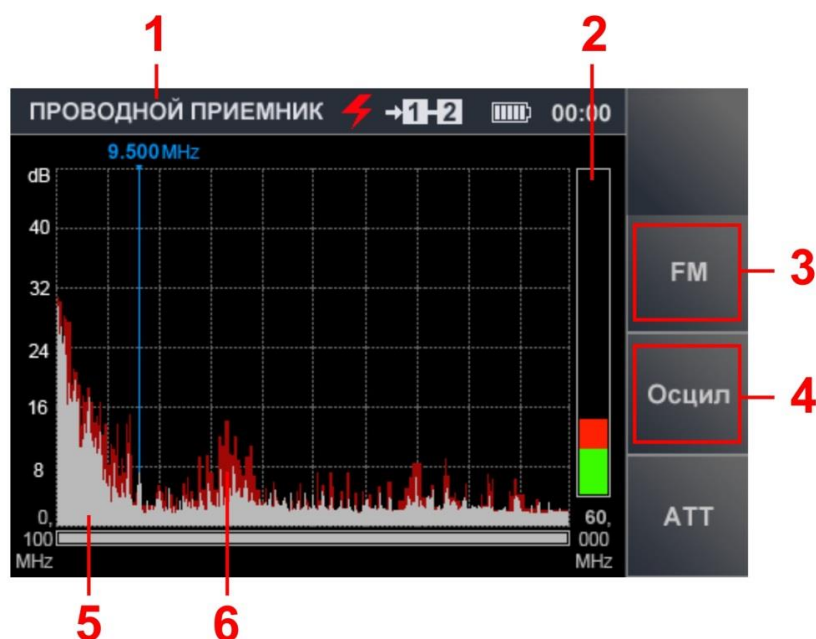 1 2
ПРОВОДНОЙ ПРИЕМНИК →1-2 00:00
9.500 MHz
dB
40
32
24
16
8
0,
100
MHz
60,
000
MHz
FM
3
Осцил
4
ATT
5 6